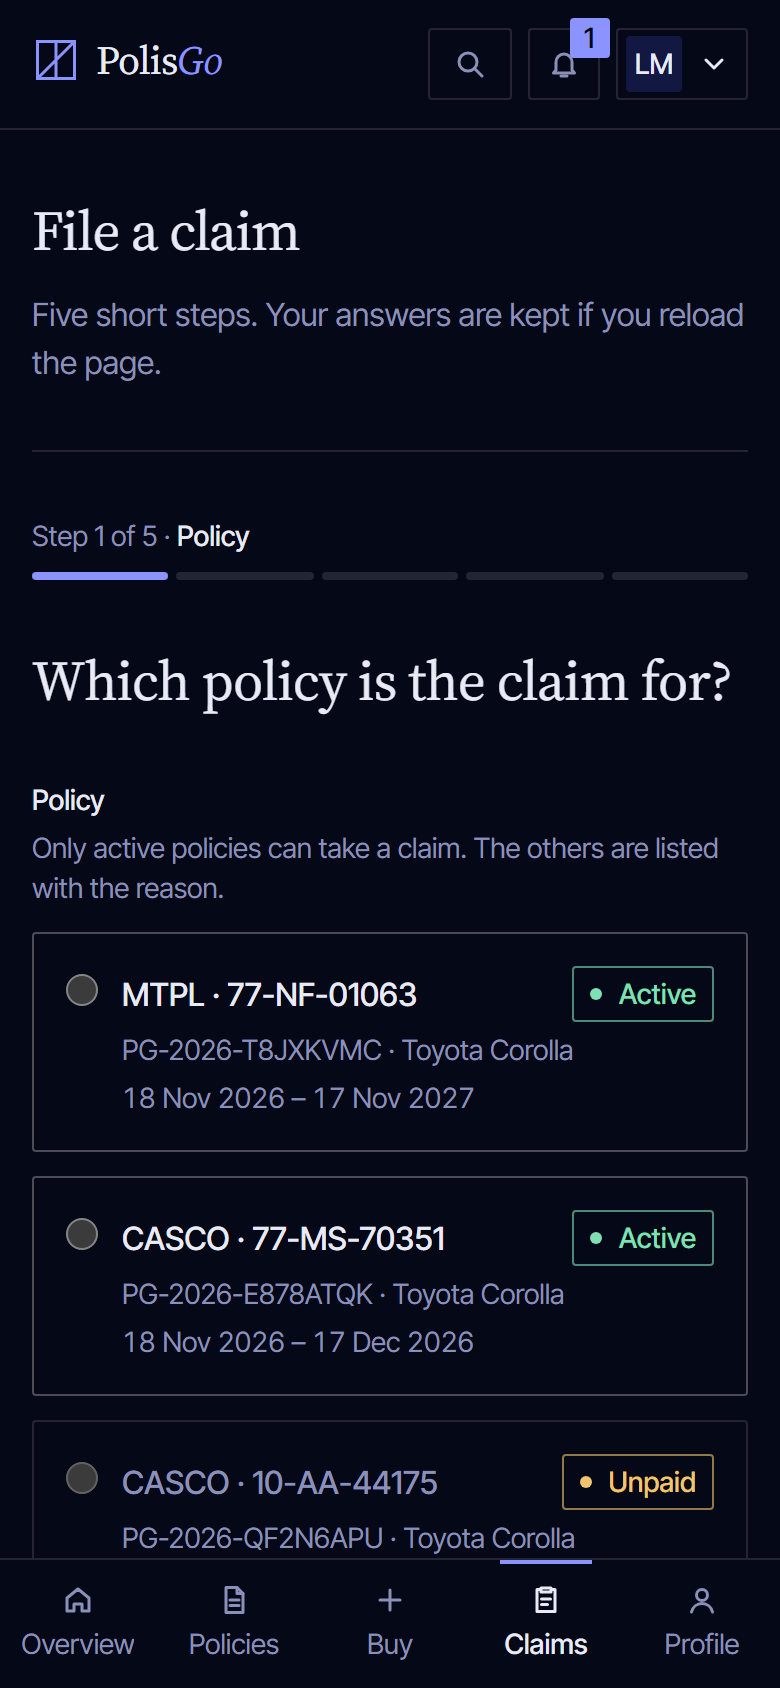 PolisGo
1
LM
File a claim
Five short steps. Your answers are kept if you reload
the page.
Step 1 of 5 · Policy
Which policy is the claim for?
Policy
Only active policies can take a claim. The others are listed
with the reason.
MTPL · 77-NF-01063
Active
PG-2026-T8JXKVMC · Toyota Corolla
18 Nov 2026 – 17 Nov 2027
CASCO · 77-MS-70351
Active
PG-2026-E878ATQK · Toyota Corolla
18 Nov 2026 – 17 Dec 2026
CASCO · 10-AA-44175
Unpaid
PG-2026-QF2N6APU · Toyota Corolla
Overview
Policies
Buy
Claims
Profile